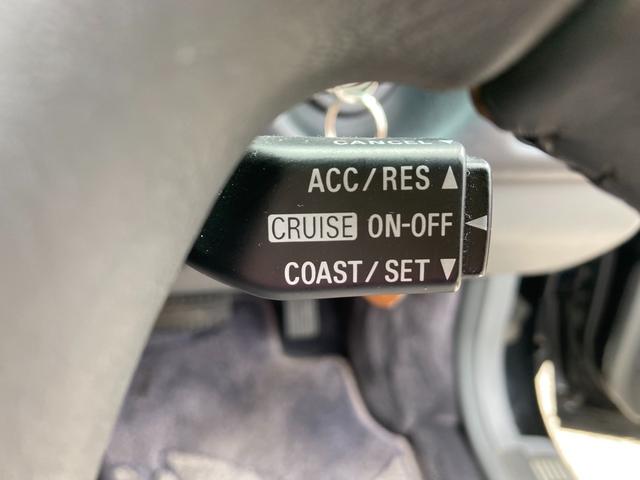 CANCEL ▼
ACC/RES ▲
CRUISE ON-OFF ◀
COAST/SET ▼